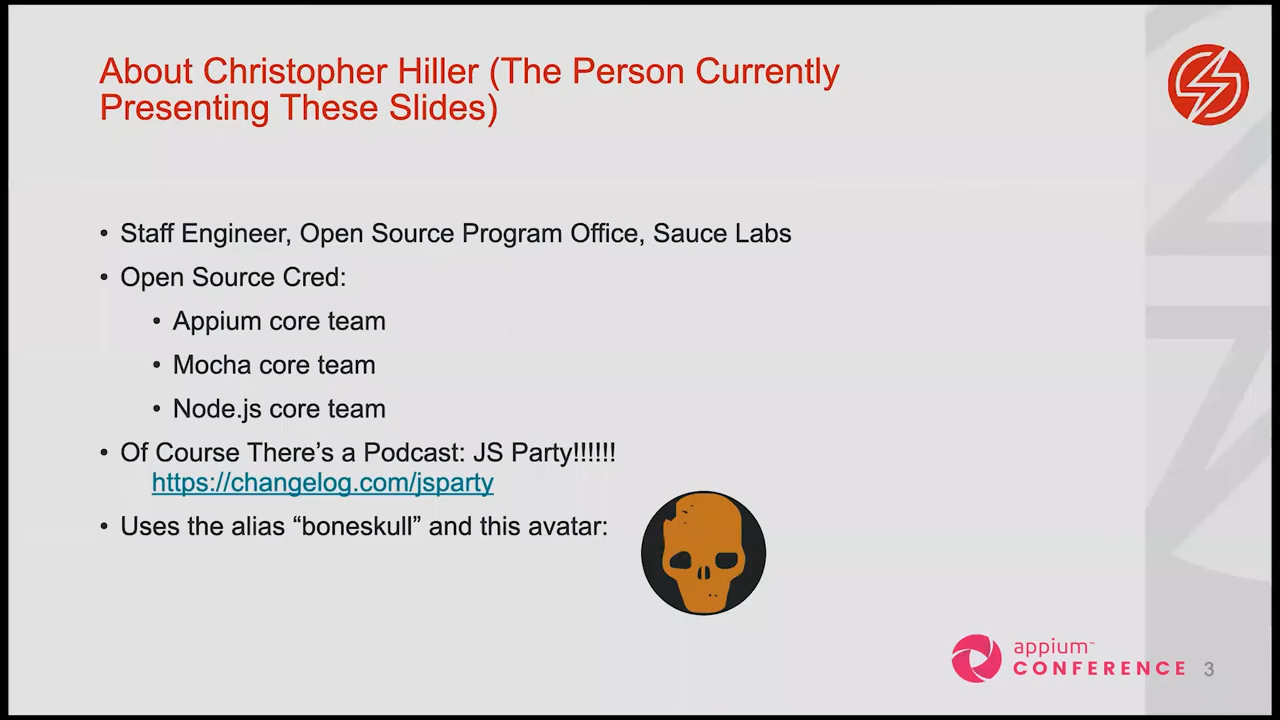 About Christopher Hiller (The Person Currently
Presenting These Slides)
• Staff Engineer, Open Source Program Office, Sauce Labs
• Open Source Cred:
• Appium core team
• Mocha core team
• Node.js core team
• Of Course There’s a Podcast: JS Party!!!!!!
https://changelog.com/jsparty
• Uses the alias “boneskull” and this avatar:
appium™
CONFERENCE 3